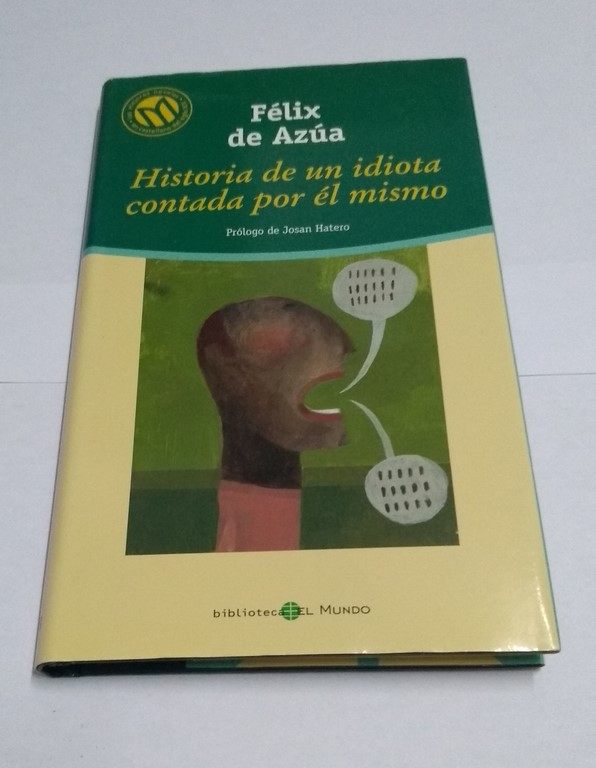 Félix
de Azúa
Historia de un idiota
contada por él mismo
Prólogo de Josan Hatero
biblioteca EL MUNDO